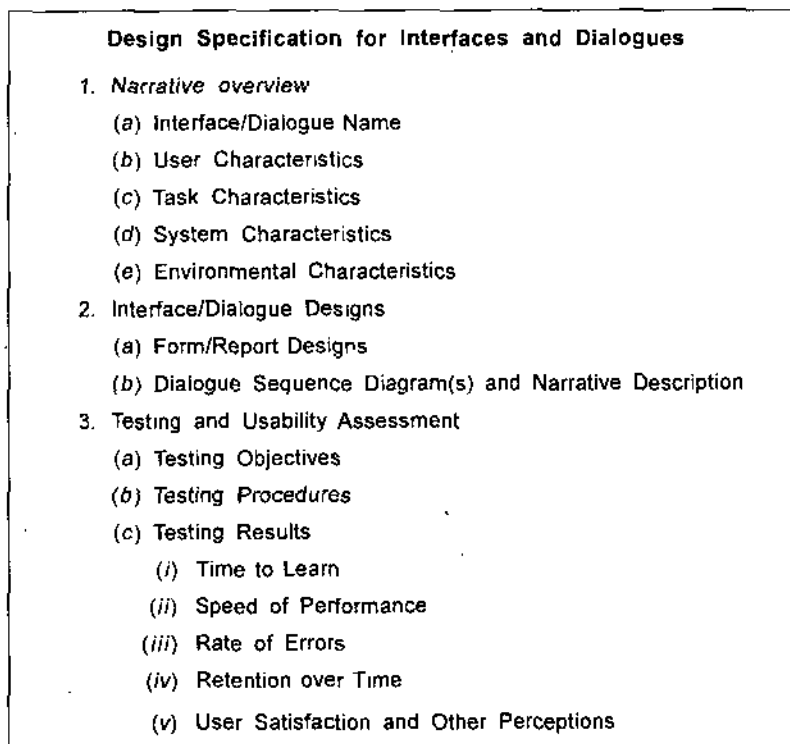 Design Specification for Interfaces and Dialogues
1. Narrative overview
(a) Interface/Dialogue Name
(b) User Characteristics
(c) Task Characteristics
(d) System Characteristics
(e) Environmental Characteristics
2. Interface/Dialogue Designs
(a) Form/Report Designs
(b) Dialogue Sequence Diagram(s) and Narrative Description
3. Testing and Usability Assessment
(a) Testing Objectives
(b) Testing Procedures
(c) Testing Results
(i) Time to Learn
(ii) Speed of Performance
(iii) Rate of Errors
(iv) Retention over Time
(v) User Satisfaction and Other Perceptions